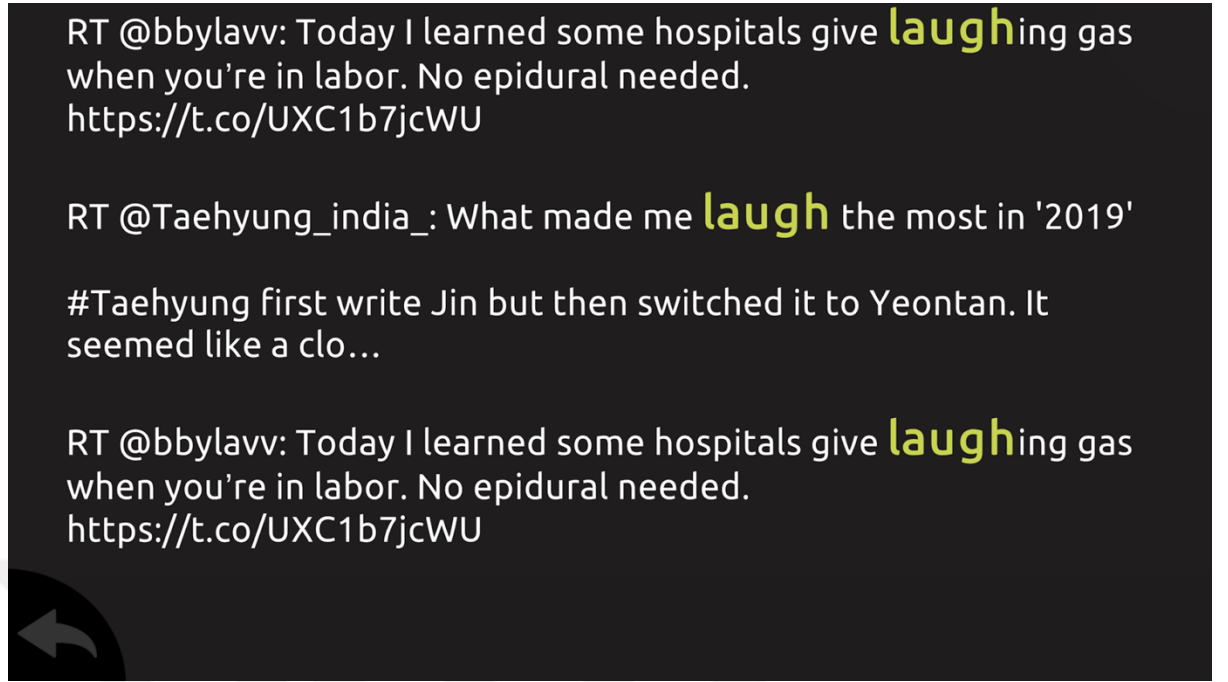 RT @bbylavv: Today I learned some hospitals give laughing gas
when you’re in labor. No epidural needed.
https://t.co/UXC1b7jcWU
RT @Taehyung_india_: What made me laugh the most in '2019'
#Taehyung first write Jin but then switched it to Yeontan. It
seemed like a clo…
RT @bbylavv: Today I learned some hospitals give laughing gas
when you’re in labor. No epidural needed.
https://t.co/UXC1b7jcWU